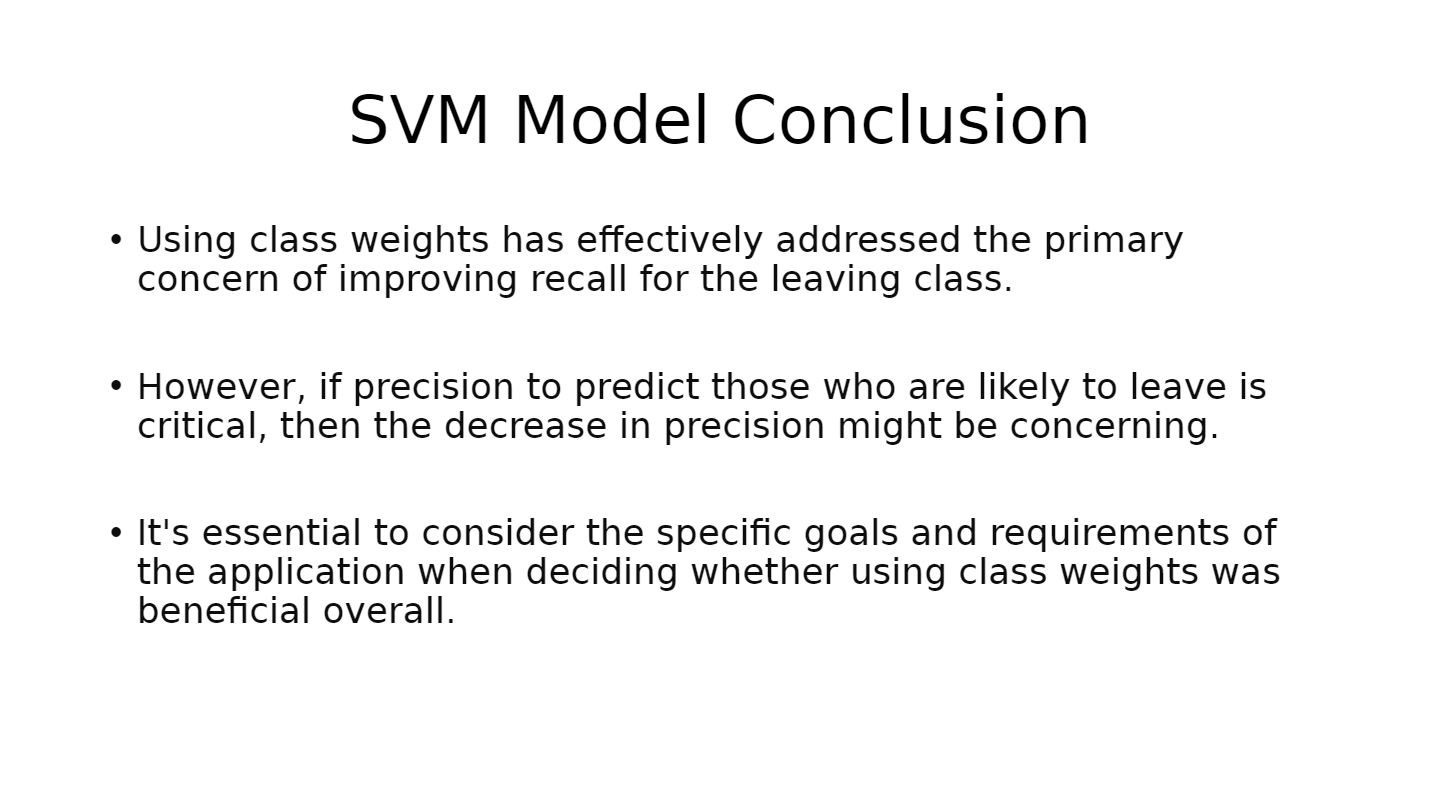 SVM Model Conclusion
• Using class weights has effectively addressed the primary
concern of improving recall for the leaving class.
• However, if precision to predict those who are likely to leave is
critical, then the decrease in precision might be concerning.
• It's essential to consider the specific goals and requirements of
the application when deciding whether using class weights was
beneficial overall.